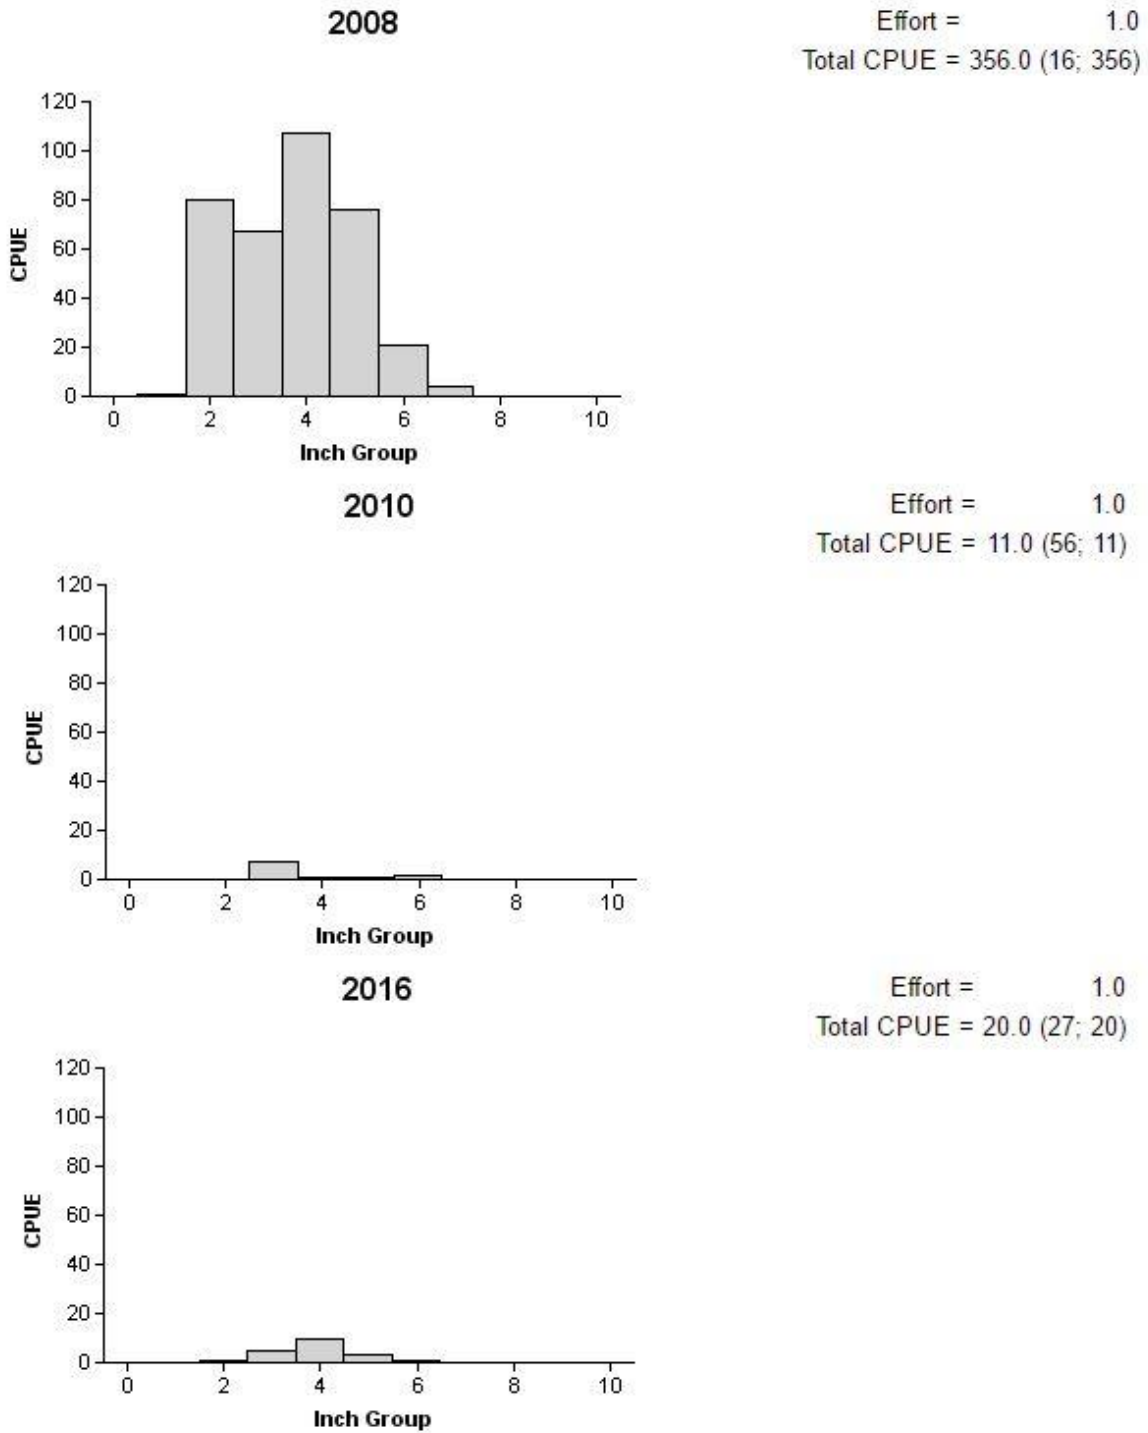 2008
Effort = 1.0
Total CPUE = 356.0 (16; 356)
120
100
80
60
40
20
0
CPUE
0 2 4 6 8 10
Inch Group
2010
Effort = 1.0
Total CPUE = 11.0 (56; 11)
120
100
80
60
40
20
0
CPUE
0 2 4 6 8 10
Inch Group
2016
Effort = 1.0
Total CPUE = 20.0 (27; 20)
120
100
80
60
40
20
0
CPUE
0 2 4 6 8 10
Inch Group